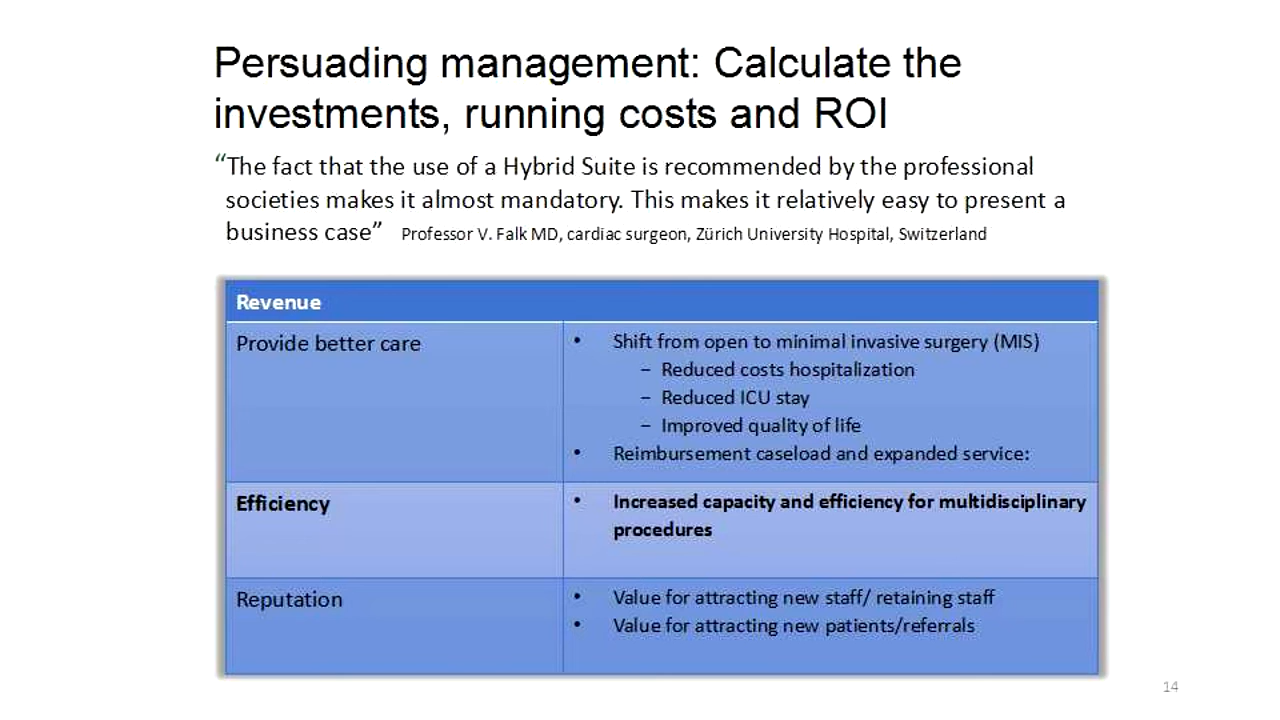 Persuading management: Calculate the
investments, running costs and ROI
“The fact that the use of a Hybrid Suite is recommended by the professional
societies makes it almost mandatory. This makes it relatively easy to present a
business case” Professor V. Falk MD, cardiac surgeon, Zürich University Hospital, Switzerland
Revenue
Provide better care
• Shift from open to minimal invasive surgery (MIS)
– Reduced costs hospitalization
– Reduced ICU stay
– Improved quality of life
• Reimbursement caseload and expanded service:
Efficiency
• Increased capacity and efficiency for multidisciplinary
procedures
Reputation
• Value for attracting new staff/ retaining staff
• Value for attracting new patients/referrals
14